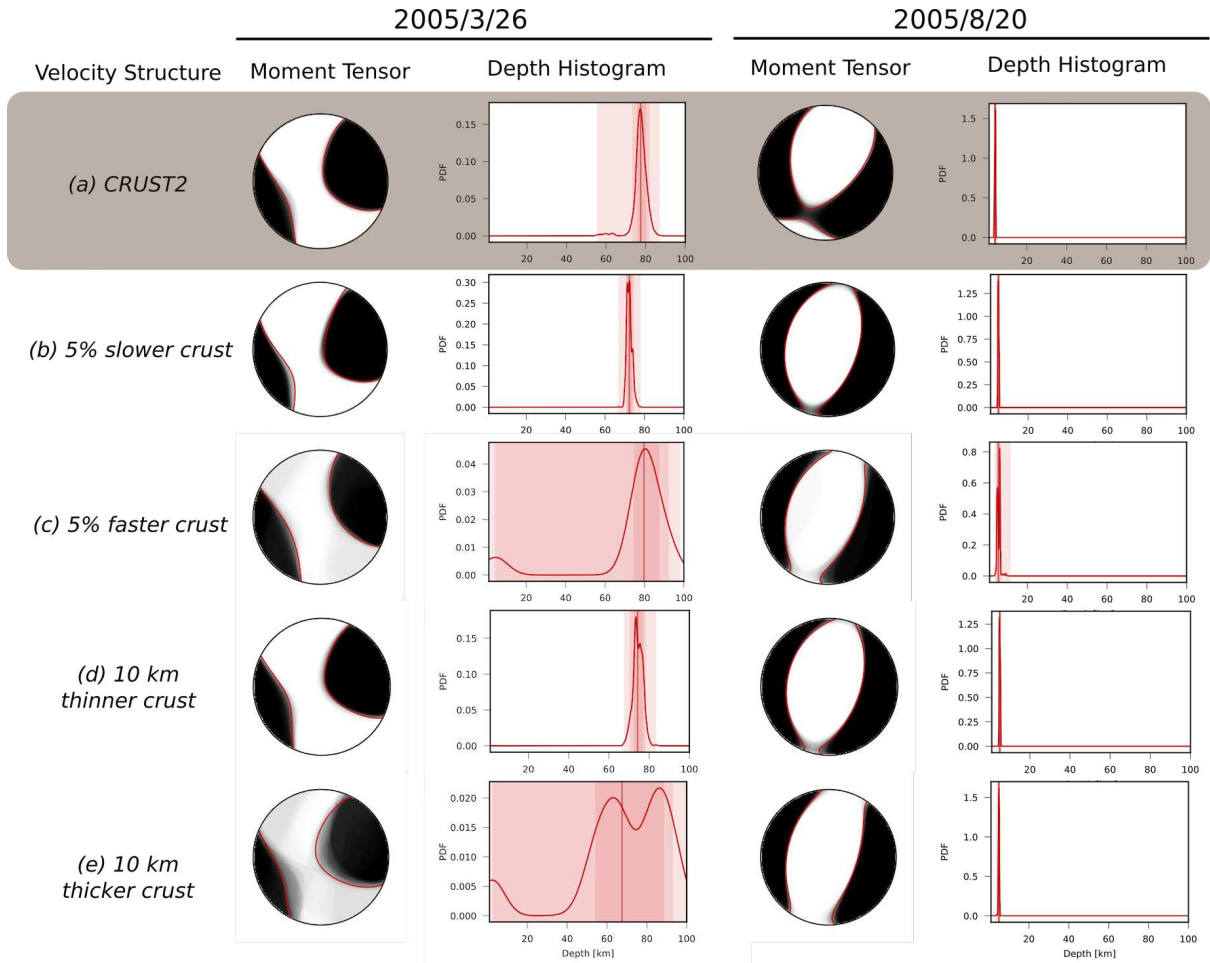 2005/3/26 2005/8/20
Velocity Structure Moment Tensor Depth Histogram Moment Tensor Depth Histogram
(a) CRUST2
PDF
0.15
0.10
0.05
0.00
20 40 60 80 100
PDF
1.5
1.0
0.5
0.0
20 40 60 80 100
(b) 5% slower crust
PDF
0.30
0.25
0.20
0.15
0.10
0.05
0.00
20 40 60 80 100
PDF
1.25
1.00
0.75
0.50
0.25
0.00
20 40 60 80 100
(c) 5% faster crust
PDF
0.04
0.03
0.02
0.01
0.00
20 40 60 80 100
PDF
0.8
0.6
0.4
0.2
0.0
20 40 60 80 100
(d) 10 km
thinner crust
PDF
0.15
0.10
0.05
0.00
20 40 60 80 100
PDF
1.25
1.00
0.75
0.50
0.25
0.00
20 40 60 80 100
(e) 10 km
thicker crust
PDF
0.020
0.015
0.010
0.005
0.000
20 40 60 80 100
Depth [km]
PDF
1.5
1.0
0.5
0.0
20 40 60 80 100
Depth [km]